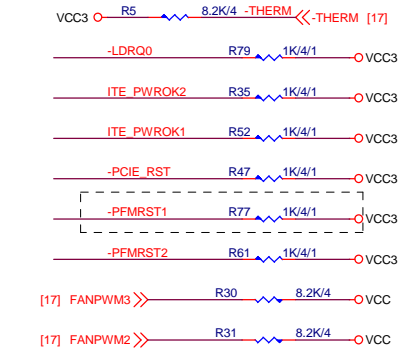 VCC3 R5 8.2K/4 -THERM -THERM [17]
-LDRQ0 R79 1K/4/1 VCC3
ITE_PWROK2 R35 1K/4/1 VCC3
ITE_PWROK1 R52 1K/4/1 VCC3
-PCIE_RST R47 1K/4/1 VCC3
-PFMRST1 R77 1K/4/1 VCC3
-PFMRST2 R61 1K/4/1 VCC3
[17] FANPWM3 R30 8.2K/4 VCC
[17] FANPWM2 R31 8.2K/4 VCC